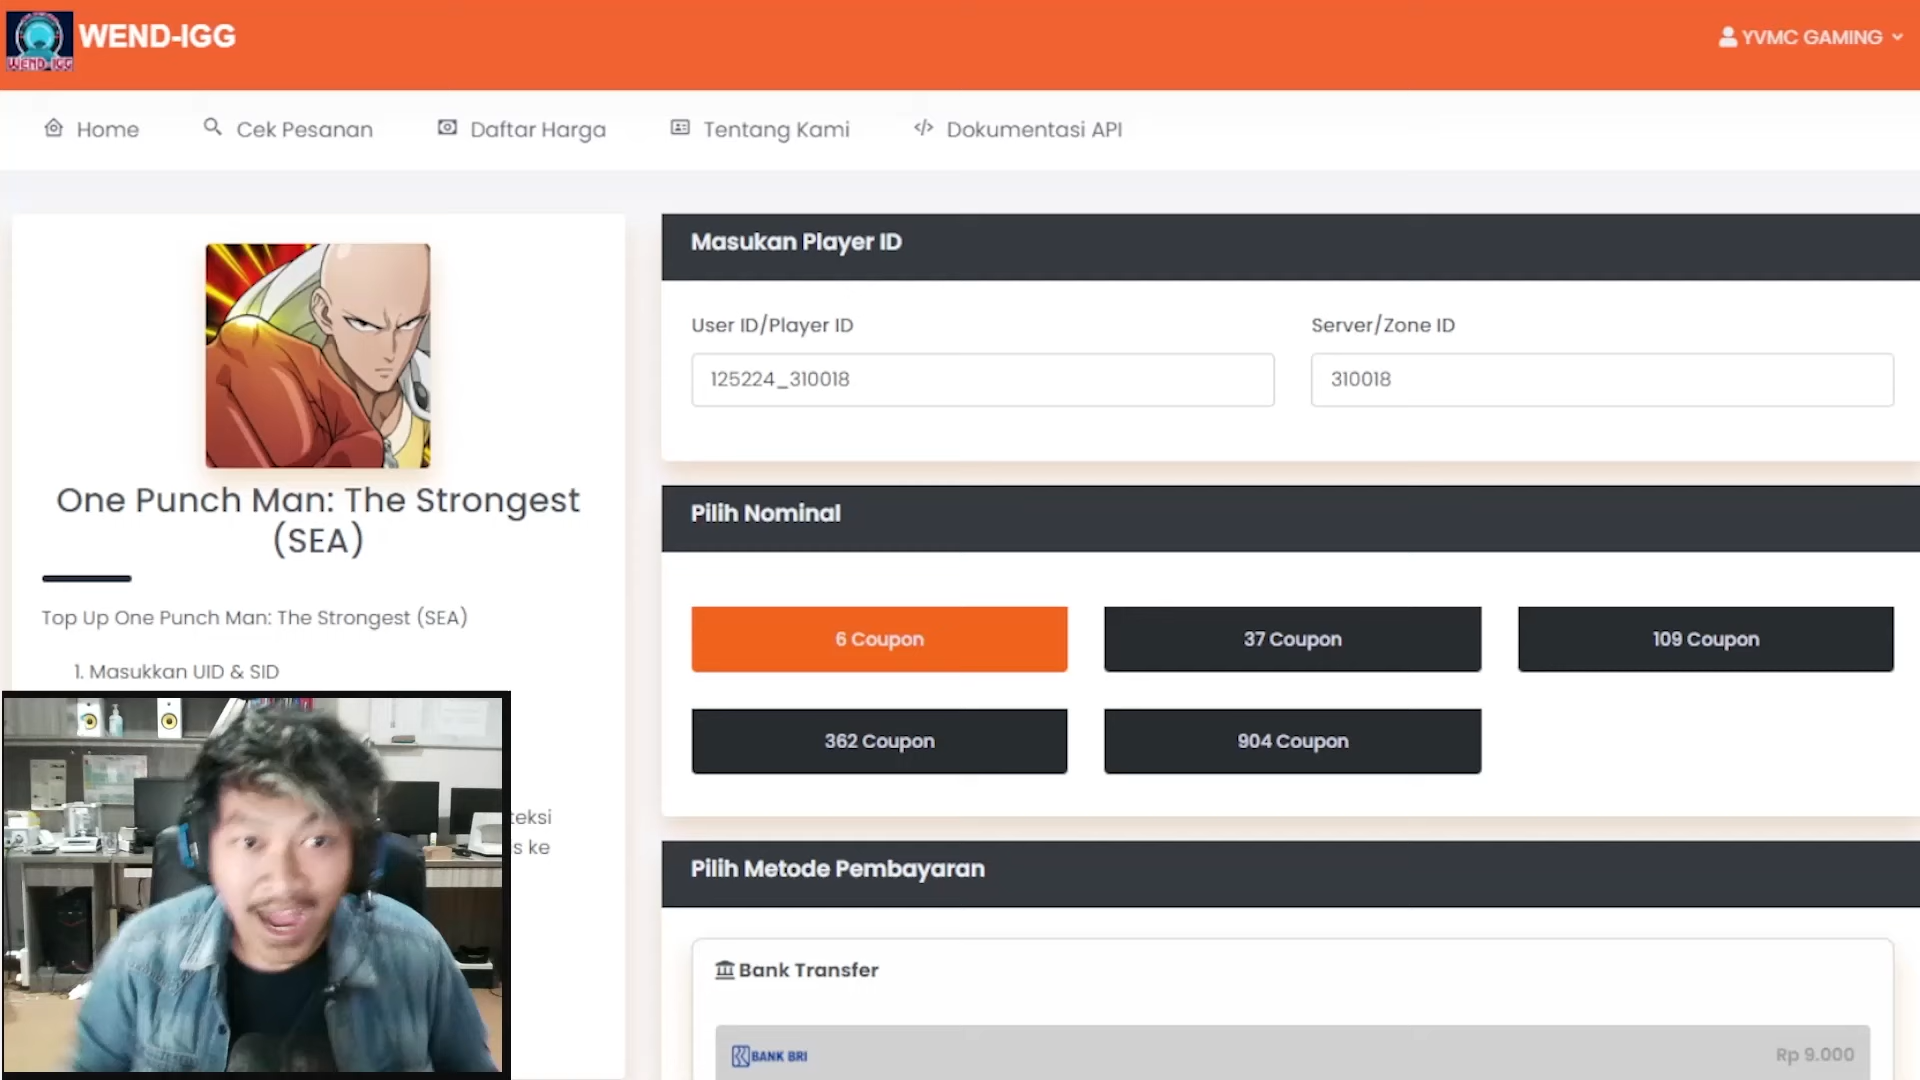 WEND-IGG
WEND-IGG
YVMC GAMING
Home
Cek Pesanan
Daftar Harga
Tentang Kami
Dokumentasi API
One Punch Man: The Strongest
(SEA)
Top Up One Punch Man: The Strongest (SEA)
1. Masukkan UID & SID
teksi
s ke
Masukan Player ID
User ID/Player ID
Server/Zone ID
125224_310018
310018
Pilih Nominal
6 Coupon
37 Coupon
109 Coupon
362 Coupon
904 Coupon
Pilih Metode Pembayaran
Bank Transfer
BANK BRI
Rp 9.000